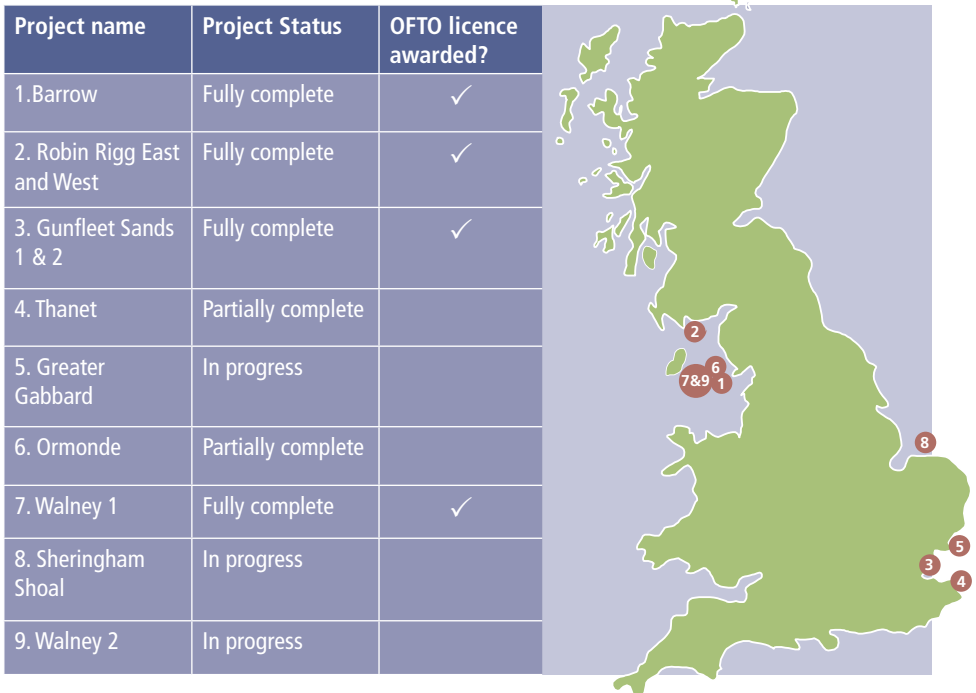 Project name Project Status OFTO licence
awarded?
1.Barrow Fully complete ✓
2. Robin Rigg East Fully complete ✓
and West
3. Gunfleet Sands Fully complete ✓
1 & 2
4. Thanet Partially complete
5. Greater In progress
Gabbard
6. Ormonde Partially complete
7. Walney 1 Fully complete ✓
8. Sheringham In progress
Shoal
9. Walney 2 In progress
2
6
7&9 1
8
5
3
4